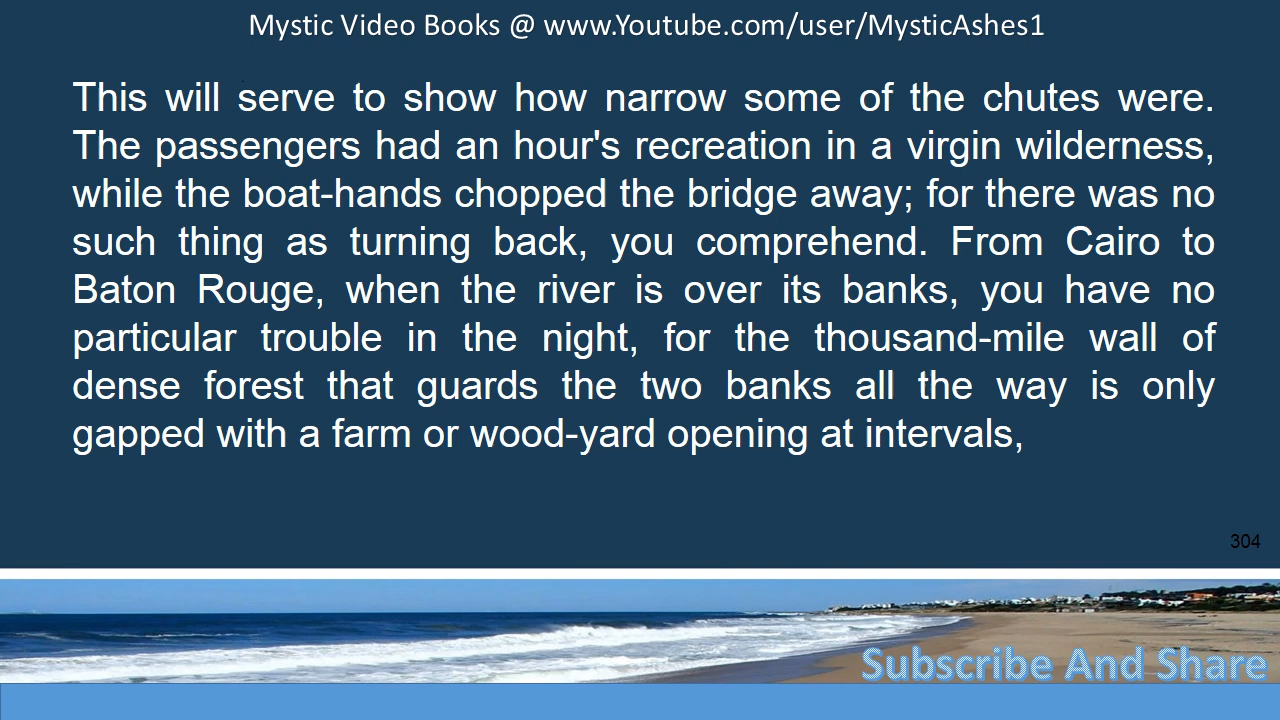 Mystic Video Books @ www.Youtube.com/user/MysticAshes1
This will serve to show how narrow some of the chutes were.
The passengers had an hour's recreation in a virgin wilderness,
while the boat-hands chopped the bridge away; for there was no
such thing as turning back, you comprehend. From Cairo to
Baton Rouge, when the river is over its banks, you have no
particular trouble in the night, for the thousand-mile wall of
dense forest that guards the two banks all the way is only
gapped with a farm or wood-yard opening at intervals,
304
Subscribe And Share